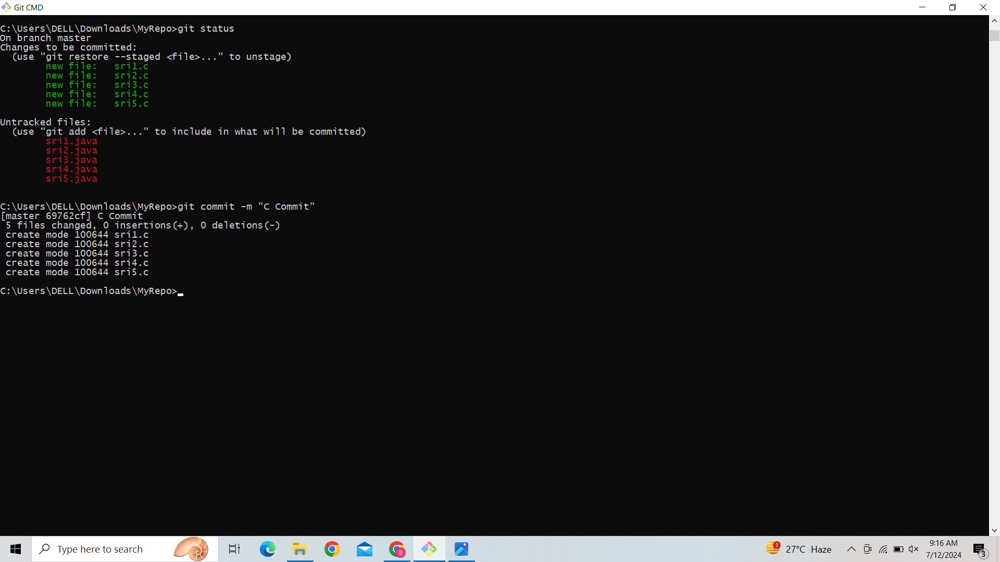 Git CMD
C:\Users\DELL\Downloads\MyRepo>git status
On branch master
Changes to be committed:
  (use "git restore --staged <file>..." to unstage)
        new file:   sri1.c
        new file:   sri2.c
        new file:   sri3.c
        new file:   sri4.c
        new file:   sri5.c
Untracked files:
  (use "git add <file>..." to include in what will be committed)
        sri1.java
        sri2.java
        sri3.java
        sri4.java
        sri5.java
C:\Users\DELL\Downloads\MyRepo>git commit -m "C Commit"
[master 69762cf] C Commit
 5 files changed, 0 insertions(+), 0 deletions(-)
 create mode 100644 sri1.c
 create mode 100644 sri2.c
 create mode 100644 sri3.c
 create mode 100644 sri4.c
 create mode 100644 sri5.c
C:\Users\DELL\Downloads\MyRepo>
Type here to search
S
1
27°C Haze
9:16 AM
7/12/2024
3